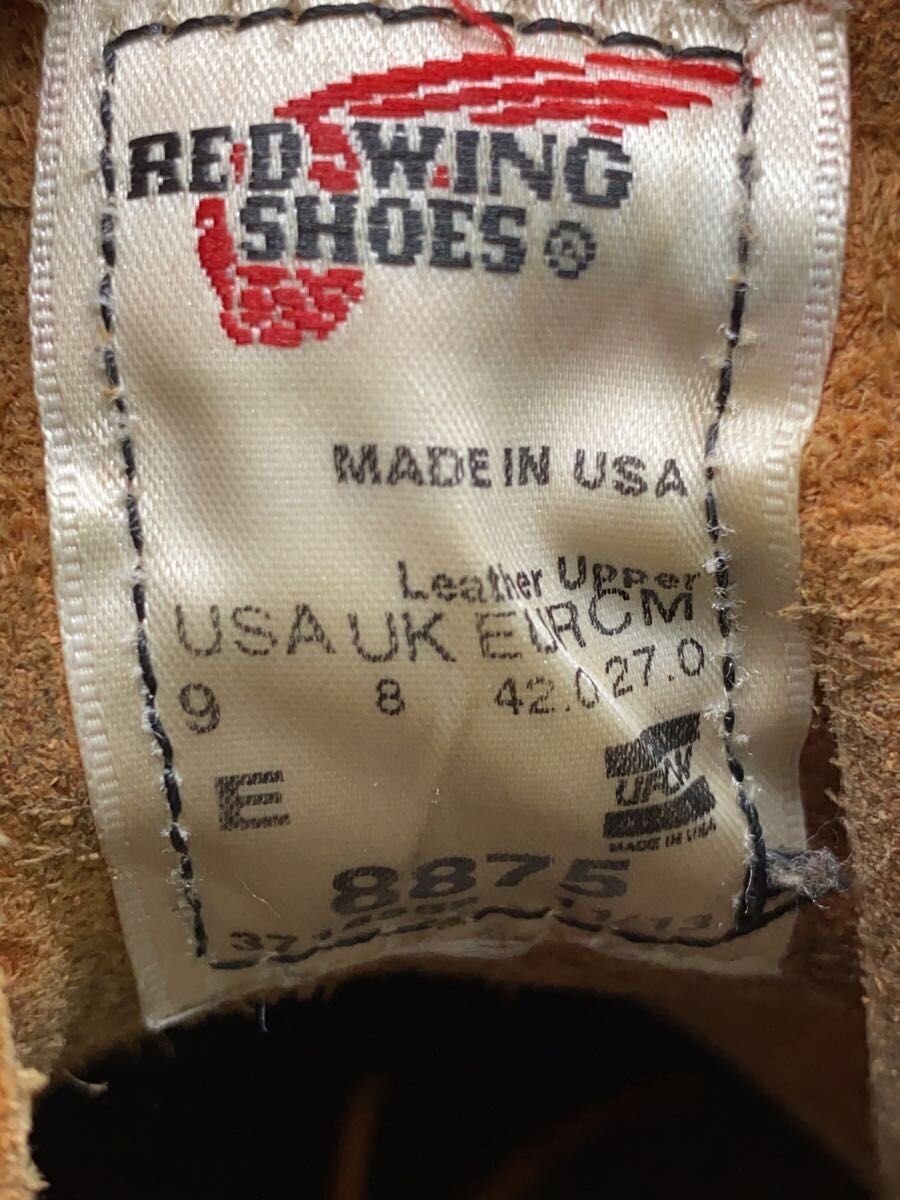 RED WING
SHOES ®
MADE IN USA
Leather Upper
USA UK EUR CM
9 8 42.0 27.0
E
UFCW
MADE IN USA
8875